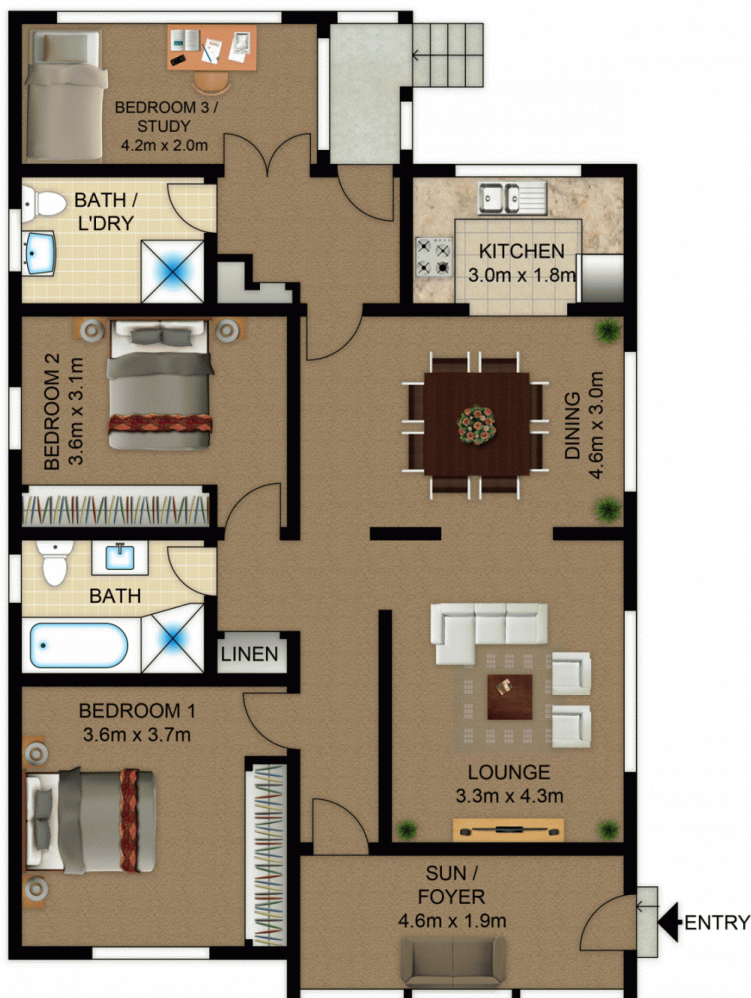 BEDROOM 3 /
STUDY
4.2m x 2.0m
BATH /
L'DRY
KITCHEN
3.0m x 1.8m
BEDROOM 2
3.6m x 3.1m
DINING
4.6m x 3.0m
BATH
LINEN
BEDROOM 1
3.6m x 3.7m
LOUNGE
3.3m x 4.3m
SUN /
FOYER
4.6m x 1.9m
ENTRY